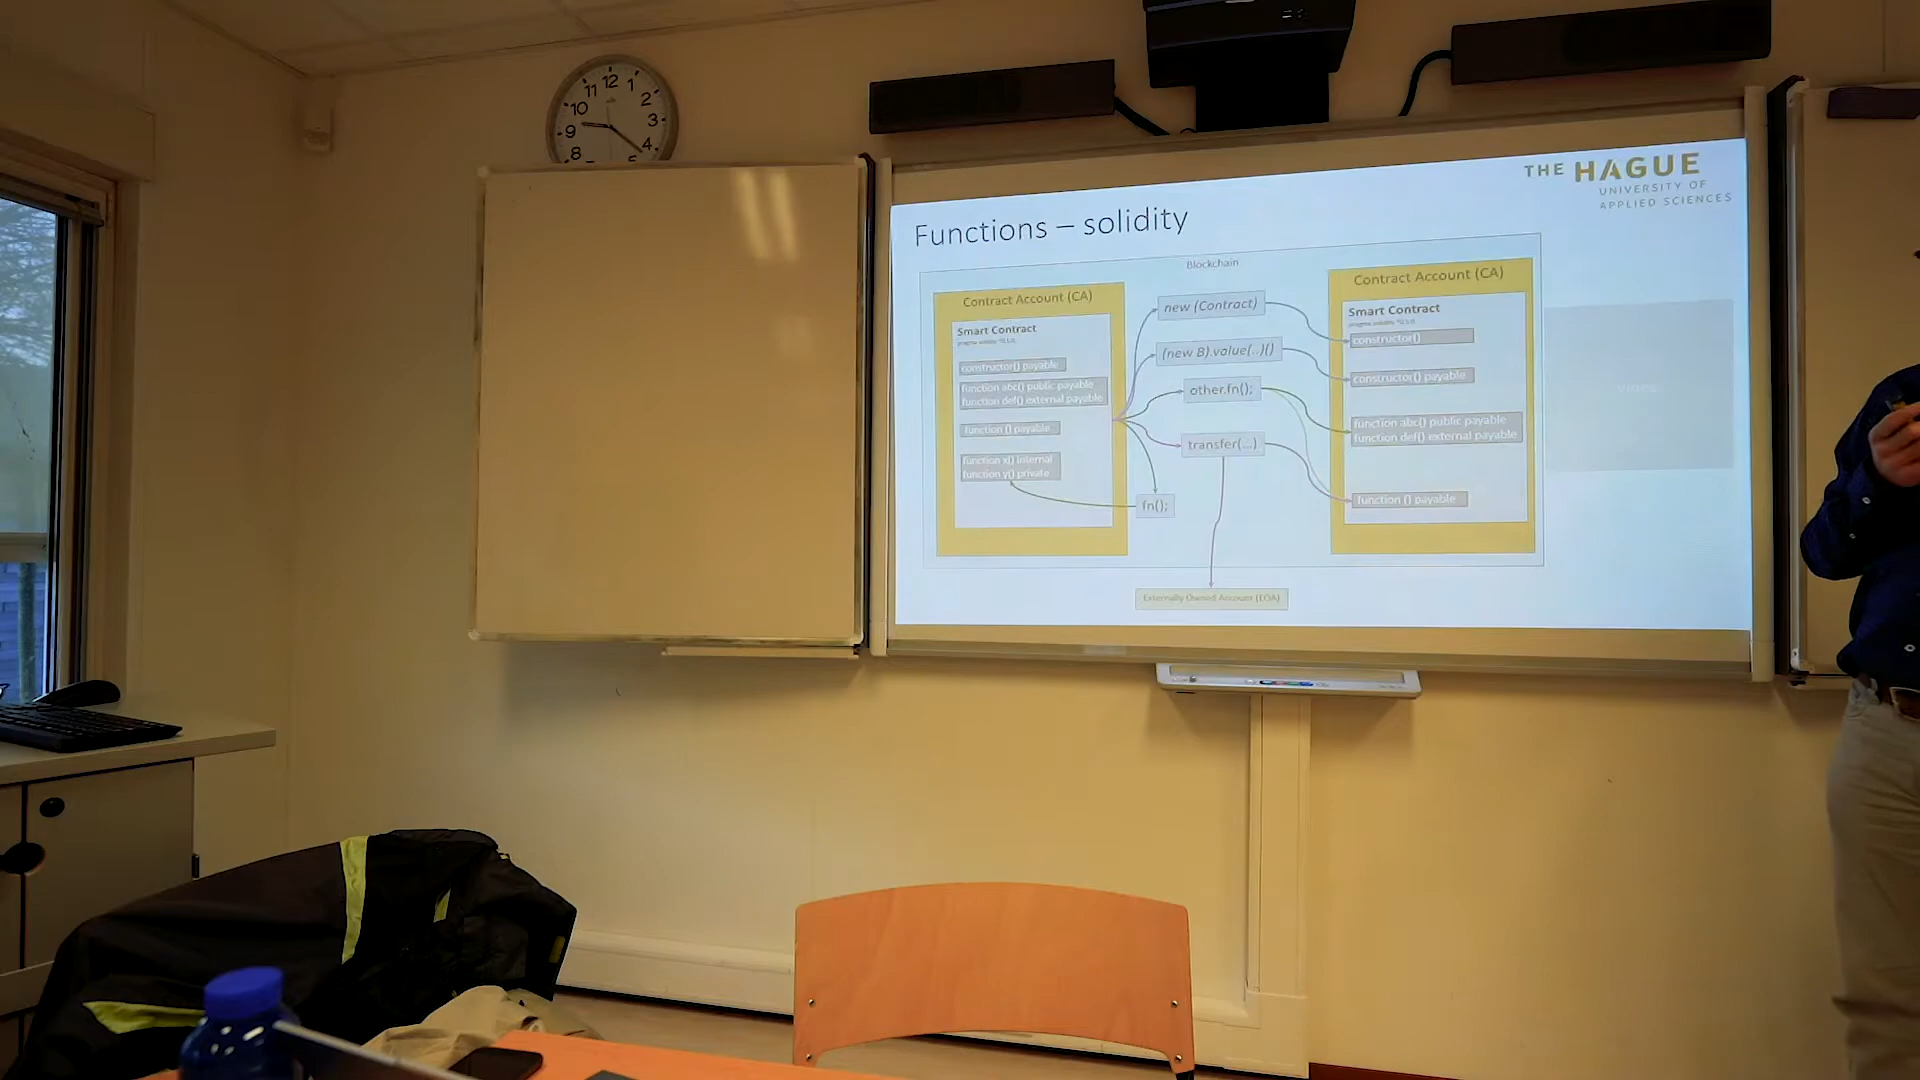 12
11
1
10
2
9
3
8
4
5
THE HAGUE
UNIVERSITY OF
APPLIED SCIENCES
Functions – solidity
Blockchain
Contract Account (CA)
Smart Contract
constructor() payable
function abc() public payable
function def() external payable
function () payable
function x() internal
function y() private
new (Contract)
(new B).value(..)()
other.fn();
transfer(...)
fn();
Contract Account (CA)
Smart Contract
constructor()
constructor() payable
function abc() public payable
function def() external payable
function () payable
Externally Owned Account (EOA)